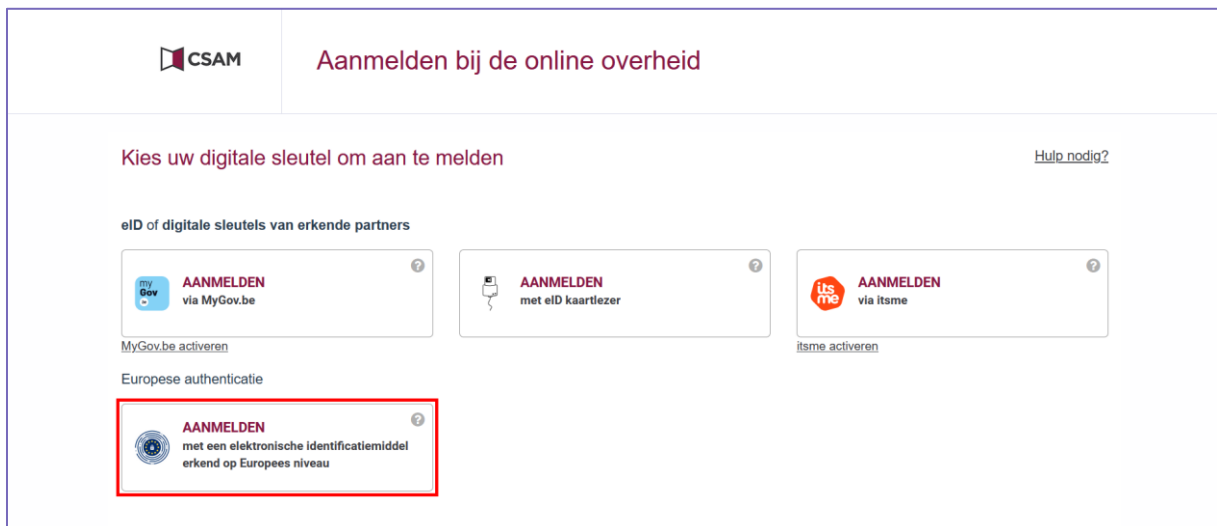 CSAM
Aanmelden bij de online overheid
Kies uw digitale sleutel om aan te melden
Hulp nodig?
eID of digitale sleutels van erkende partners
my
Gov
AANMELDEN
via MyGov.be
?
AANMELDEN
met eID kaartlezer
?
its
me
AANMELDEN
via itsme
?
MyGov.be activeren
itsme activeren
Europese authenticatie
AANMELDEN
met een elektronische identificatiemiddel
erkend op Europees niveau
?